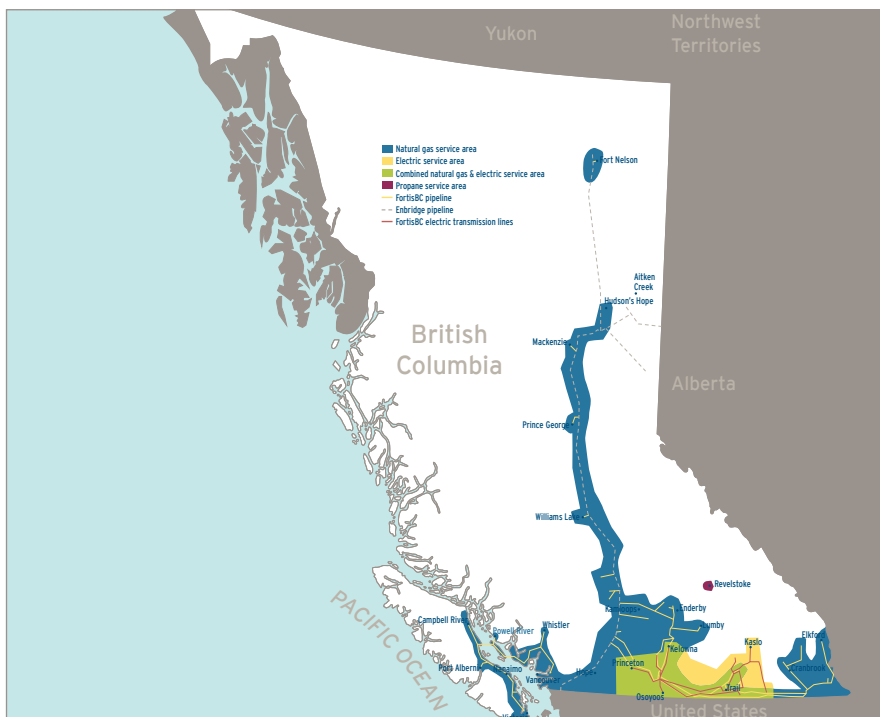 Yukon
Northwest
Territories
Natural gas service area
Electric service area
Combined natural gas & electric service area
Propane service area
FortisBC pipeline
Enbridge pipeline
FortisBC electric transmission lines
Fort Nelson
Aitken
Creek
Hudson's Hope
British
Columbia
Mackenzie
Alberta
Prince George
Williams Lake
Revelstoke
PACIFIC OCEAN
Kamloops
Enderby
Campbell River
Powell River
Whistler
Lumby
Elkford
Kaslo
Kelowna
Port Alberni
Nanaimo
Princeton
Cranbrook
Hope
Vancouver
Trail
Osoyoos
United States